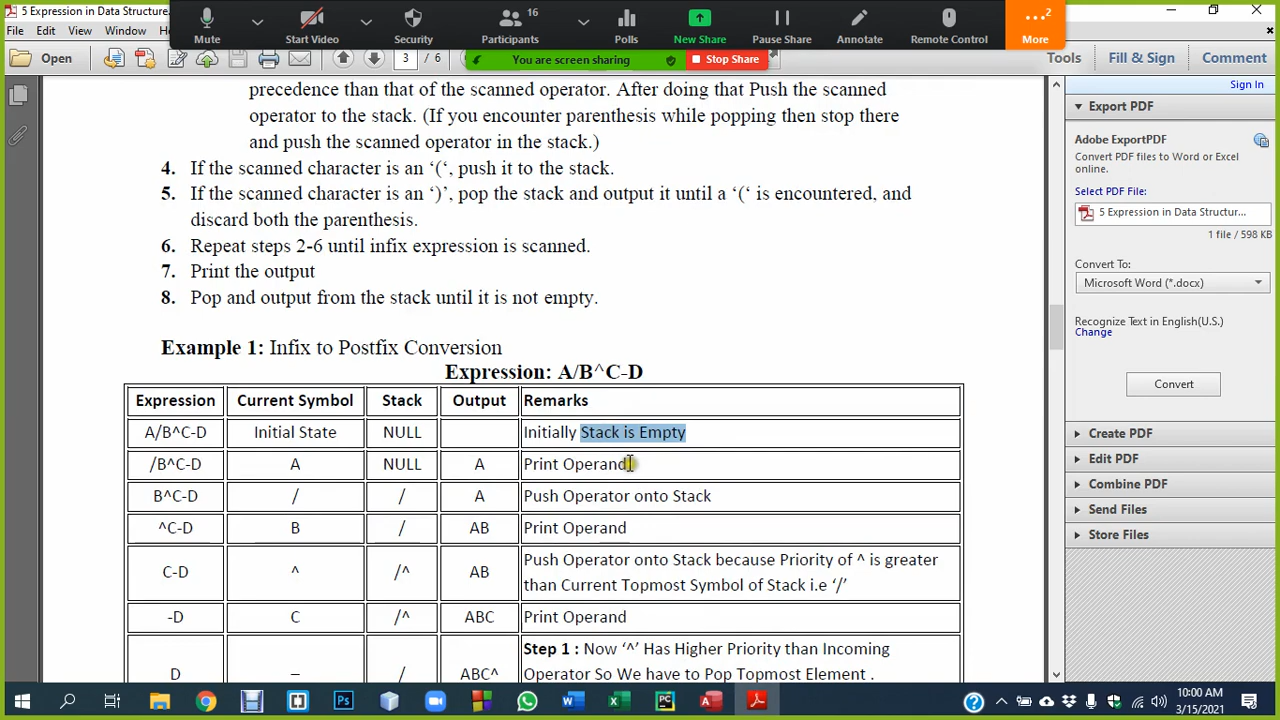 5 Expression in Data Structur
File Edit View Window H
Mute
Start Video
Security
16
Participants
Polls
New Share
Pause Share
Annotate
Remote Control
2
More
You are screen sharing
Stop Share
Open
3 / 6
Tools
Fill & Sign
Comment
Sign In
precedence than that of the scanned operator. After doing that Push the scanned
operator to the stack. (If you encounter parenthesis while popping then stop there
and push the scanned operator in the stack.)
4. If the scanned character is an ‘(‘, push it to the stack.
5. If the scanned character is an ‘)’, pop the stack and output it until a ‘(‘ is encountered, and
discard both the parenthesis.
6. Repeat steps 2-6 until infix expression is scanned.
7. Print the output
8. Pop and output from the stack until it is not empty.
Example 1: Infix to Postfix Conversion
Expression: A/B^C-D
Expression Current Symbol Stack Output Remarks
A/B^C-D Initial State NULL Initially Stack is Empty
/B^C-D A NULL A Print Operand
B^C-D / / A Push Operator onto Stack
^C-D B / AB Print Operand
C-D ^ /^ AB Push Operator onto Stack because Priority of ^ is greater
than Current Topmost Symbol of Stack i.e ‘/’
-D C /^ ABC Print Operand
Step 1 : Now ‘^’ Has Higher Priority than Incoming
D – / ABC^ Operator So We have to Pop Topmost Element .
Export PDF
Adobe ExportPDF
Convert PDF files to Word or Excel
online.
Select PDF File:
5 Expression in Data Structur...
1 file / 598 KB
Convert To:
Microsoft Word (*.docx)
Recognize Text in English(U.S.)
Change
Convert
Create PDF
Edit PDF
Combine PDF
Send Files
Store Files
10:00 AM
3/15/2021